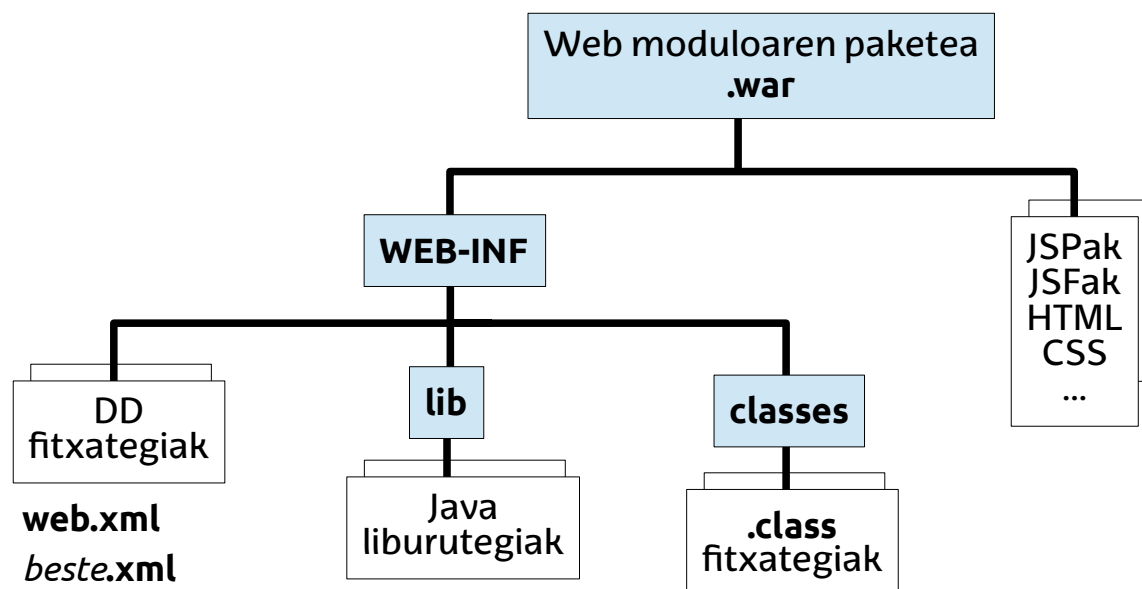 Web moduloaren paketea
.war
WEB-INF
JSPak
JSFak
HTML
CSS
...
DD
fitxategiak
web.xml
beste.xml
lib
Java
liburutegiak
classes
.class
fitxategiak